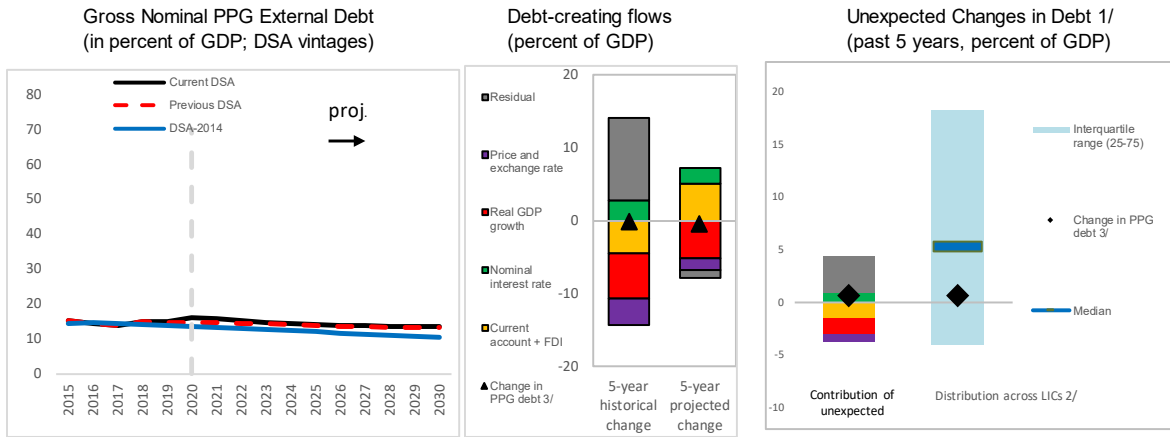 Gross Nominal PPG External Debt
(in percent of GDP; DSA vintages)
80
70
60
50
40
30
20
10
0
Current DSA
Previous DSA
DSA-2014
proj.
2015
2016
2017
2018
2019
2020
2021
2022
2023
2024
2025
2026
2027
2028
2029
2030
Debt-creating flows
(percent of GDP)
Residual
Price and
exchange rate
Real GDP
growth
Nominal
interest rate
Current
account + FDI
Change in
PPG debt 3/
20
10
0
-10
-20
5-year
historical
change
5-year
projected
change
Unexpected Changes in Debt 1/
(past 5 years, percent of GDP)
20
15
10
5
0
-5
-10
Interquartile
range (25-75)
Change in PPG
debt 3/
Median
Contribution of
unexpected
Distribution across LICs 2/